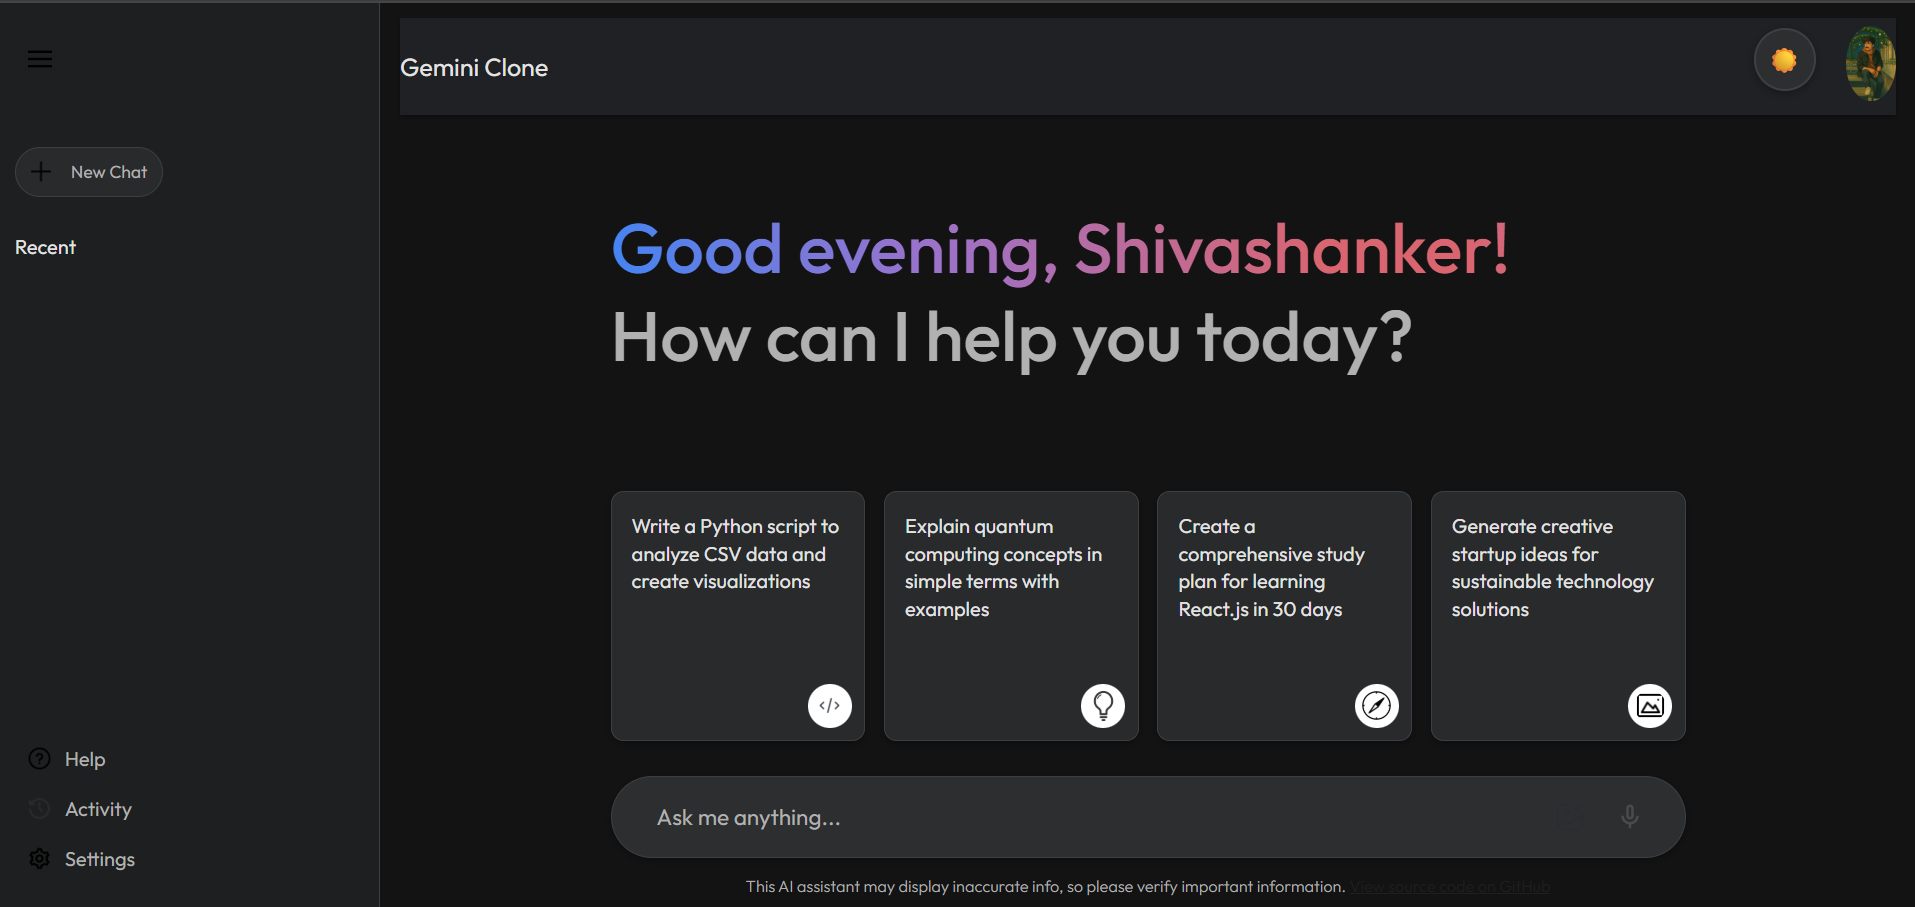 Gemini Clone
New Chat
Recent
Good evening, Shivashanker!
How can I help you today?
Write a Python script to
analyze CSV data and
create visualizations
Explain quantum
computing concepts in
simple terms with
examples
Create a
comprehensive study
plan for learning
React.js in 30 days
Generate creative
startup ideas for
sustainable technology
solutions
Help
Activity
Settings
Ask me anything...
This AI assistant may display inaccurate info, so please verify important information. View source code on GitHub